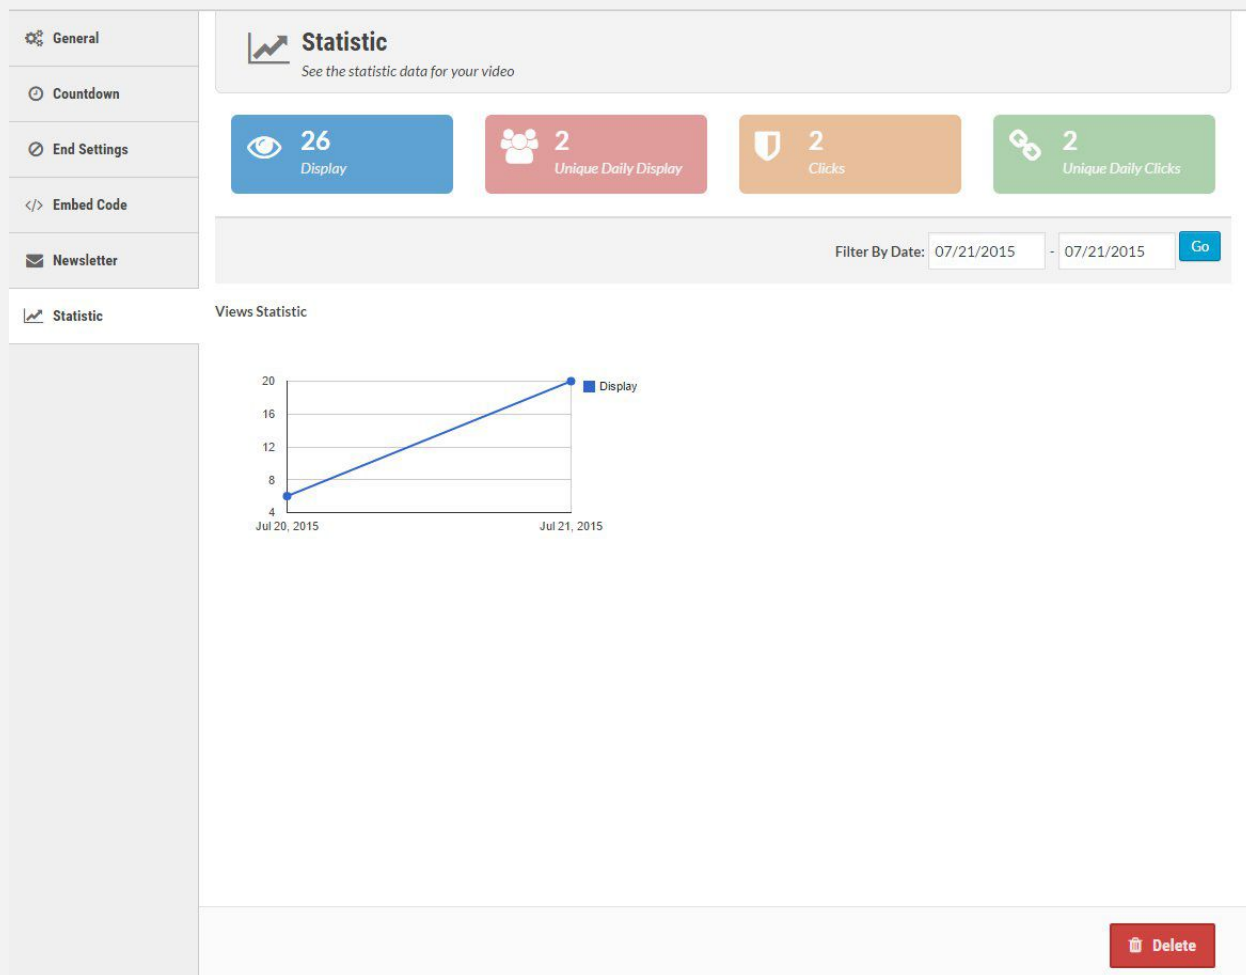 General
Countdown
End Settings
</> Embed Code
Newsletter
Statistic
Statistic
See the statistic data for your video
26
Display
2
Unique Daily Display
2
Clicks
2
Unique Daily Clicks
Filter By Date: 07/21/2015 - 07/21/2015 Go
Views Statistic
20
16
12
8
4
Jul 20, 2015 Jul 21, 2015
Display
Delete